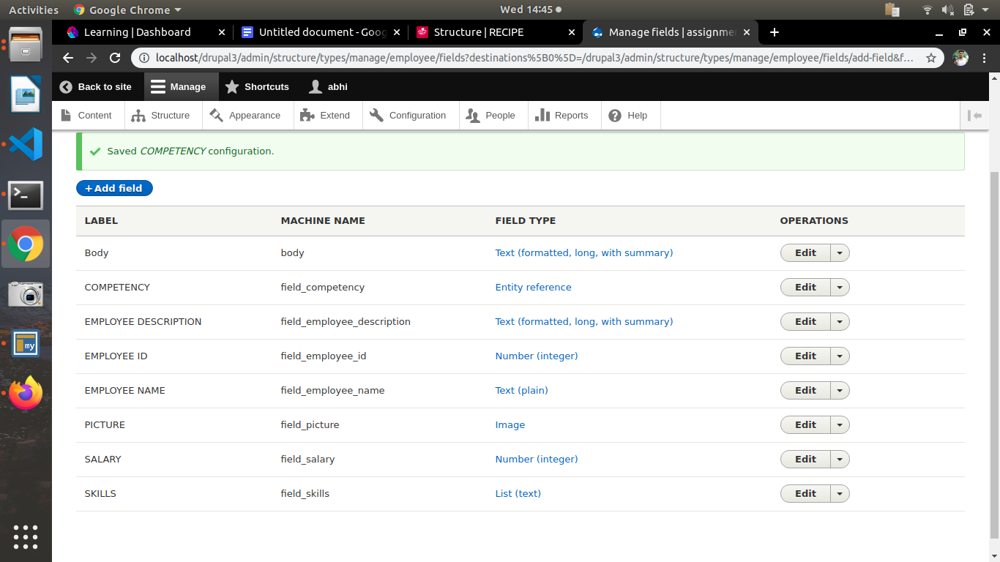 Activities Google Chrome Wed 14:45
Learning | Dashboard Untitled document - Goog Structure | RECIPE Manage fields | assignme
localhost/drupal3/admin/structure/types/manage/employee/fields?destinations%5B0%5D=/drupal3/admin/structure/types/manage/employee/fields/add-field&f...
Back to site Manage Shortcuts abhi
Content Structure Appearance Extend Configuration People Reports Help
Saved COMPETENCY configuration.
+ Add field
LABEL MACHINE NAME FIELD TYPE OPERATIONS
Body body Text (formatted, long, with summary) Edit
COMPETENCY field_competency Entity reference Edit
EMPLOYEE DESCRIPTION field_employee_description Text (formatted, long, with summary) Edit
EMPLOYEE ID field_employee_id Number (integer) Edit
EMPLOYEE NAME field_employee_name Text (plain) Edit
PICTURE field_picture Image Edit
SALARY field_salary Number (integer) Edit
SKILLS field_skills List (text) Edit
my